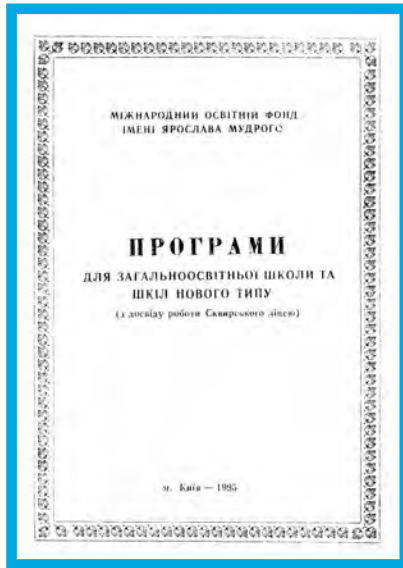 МІЖНАРОДНИЙ ОСВІТНІЙ ФОНД
ІМЕНІ ЯРОСЛАВА МУДРОГО
ПРОГРАМИ
ДЛЯ ЗАГАЛЬНООСВІТНЬОЇ ШКОЛИ ТА
ШКІЛ НОВОГО ТИПУ
(з досвіду роботи Сквирського ліцею)
м. Київ — 1995